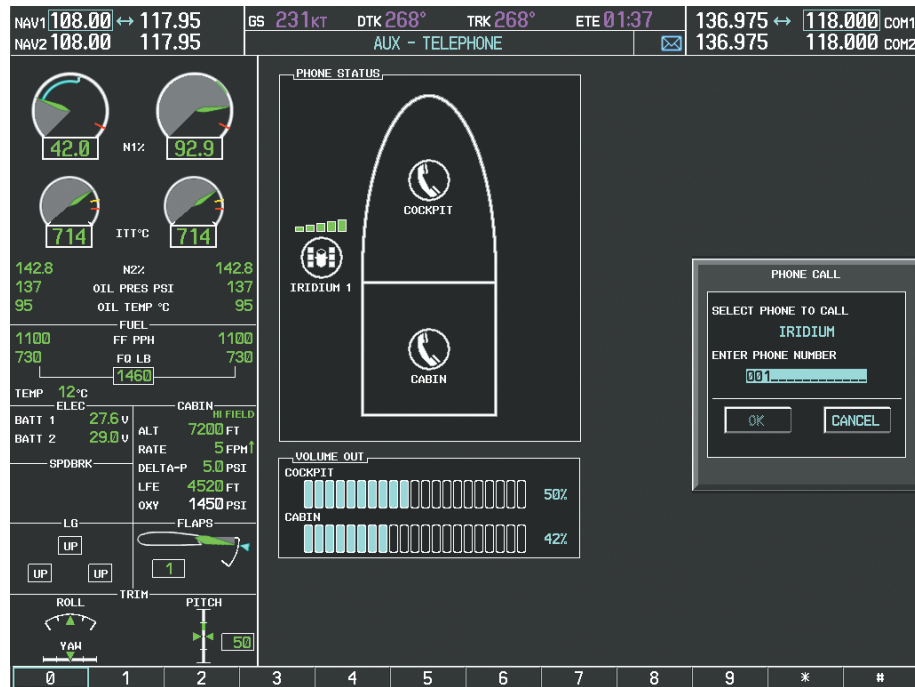 NAV1 108.00 ↔ 117.95 GS 231KT DTK 268° TRK 268° ETE 01:37 136.975 ↔ 118.000 COM1
NAV2 108.00 117.95 AUX - TELEPHONE 136.975 118.000 COM2
PHONE STATUS
42.0 N1% 92.9
COCKPIT
714 ITT°C 714
IRIDIUM 1
142.8 N2% 142.8
137 OIL PRES PSI 137
95 OIL TEMP °C 95
FUEL
1100 FF PPH 1100
730 FQ LB 730
1460
TEMP 12°C
CABIN
PHONE CALL
SELECT PHONE TO CALL
IRIDIUM
ENTER PHONE NUMBER
001_____________
OK CANCEL
ELEC
BATT 1 27.6 V
BATT 2 29.0 V
CABIN
HI FIELD
ALT 7200 FT
RATE 5 FPM↑
DELTA-P 5.0 PSI
LFE 4520 FT
OXY 1450 PSI
SPDBRK
VOLUME OUT
COCKPIT
50%
CABIN
42%
LG
UP
UP UP
FLAPS
1
TRIM
ROLL PITCH
YAW
50
0 1 2 3 4 5 6 7 8 9 * #